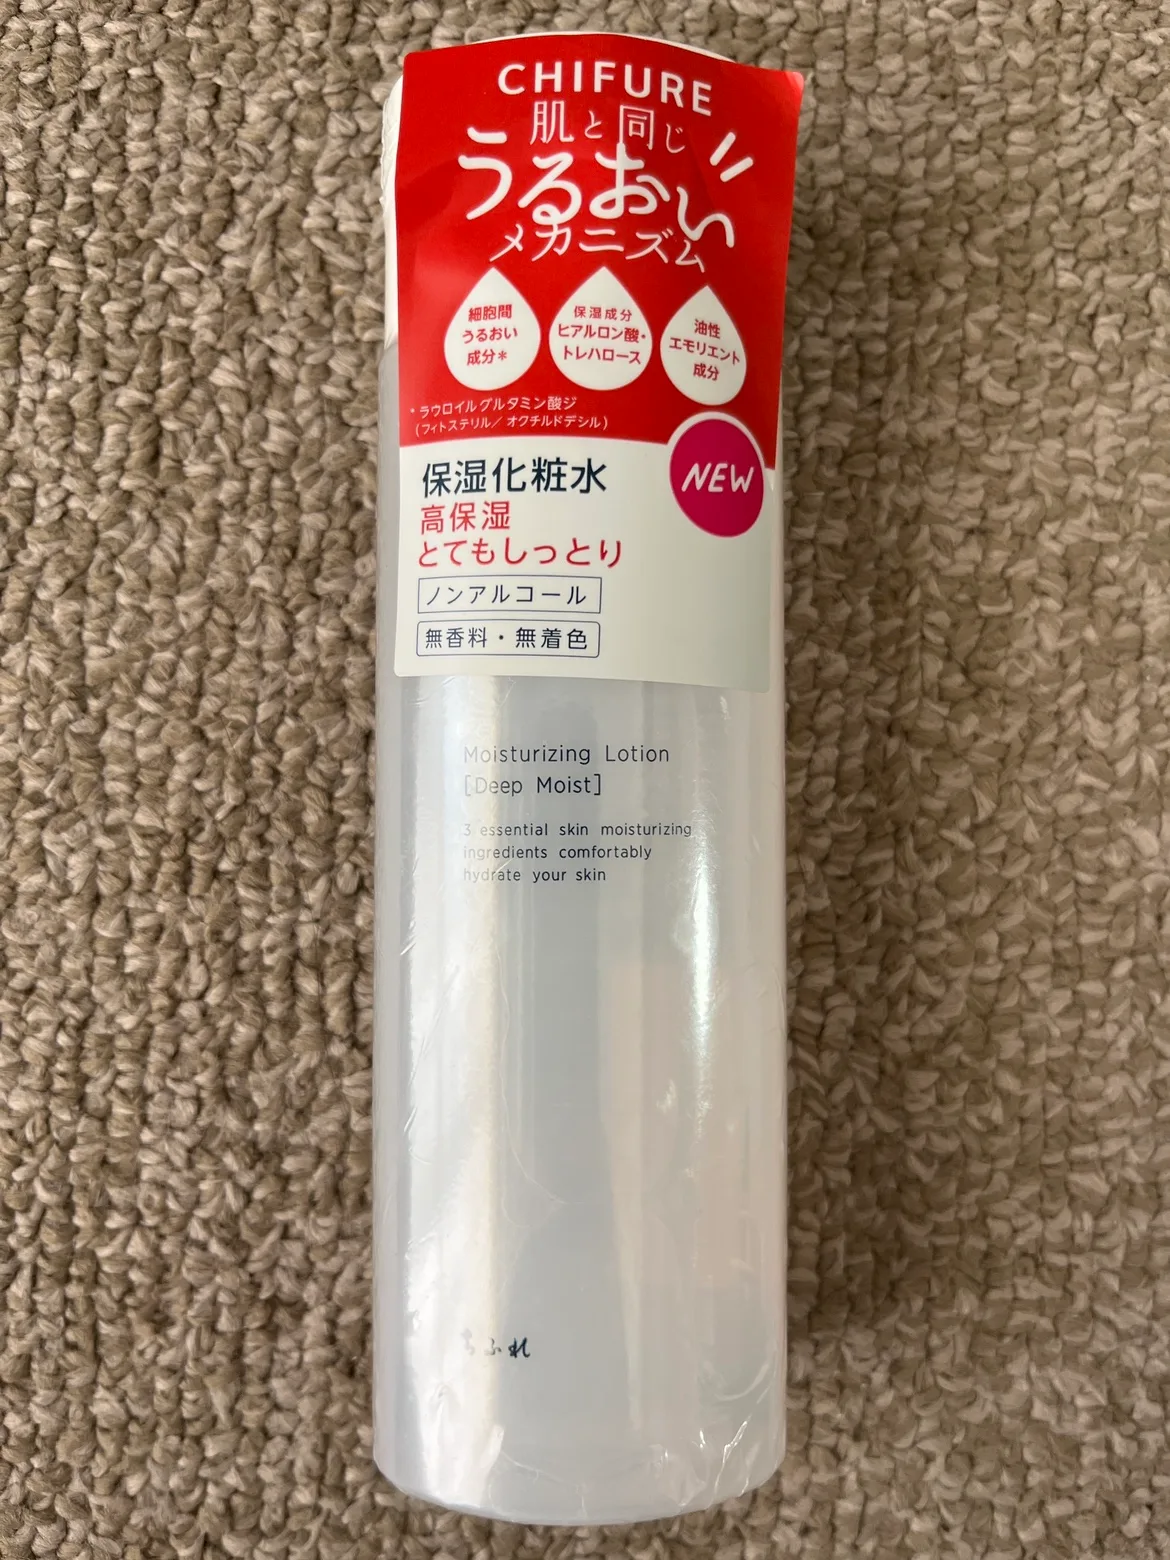 CHIFURE
肌と同じ
うるおい
メカニズム
細胞間
うるおい
成分*
保湿成分
ヒアルロン酸・
トレハロース
油性
エモリエント
成分
* ラウロイルグルタミン酸ジ
(フィトステリル/オクチルドデシル)
NEW
保湿化粧水
高保湿
とてもしっとり
ノンアルコール
無香料・無着色
Moisturizing Lotion
[Deep Moist]
3 essential skin moisturizing
ingredients comfortably
hydrate your skin
ちふれ